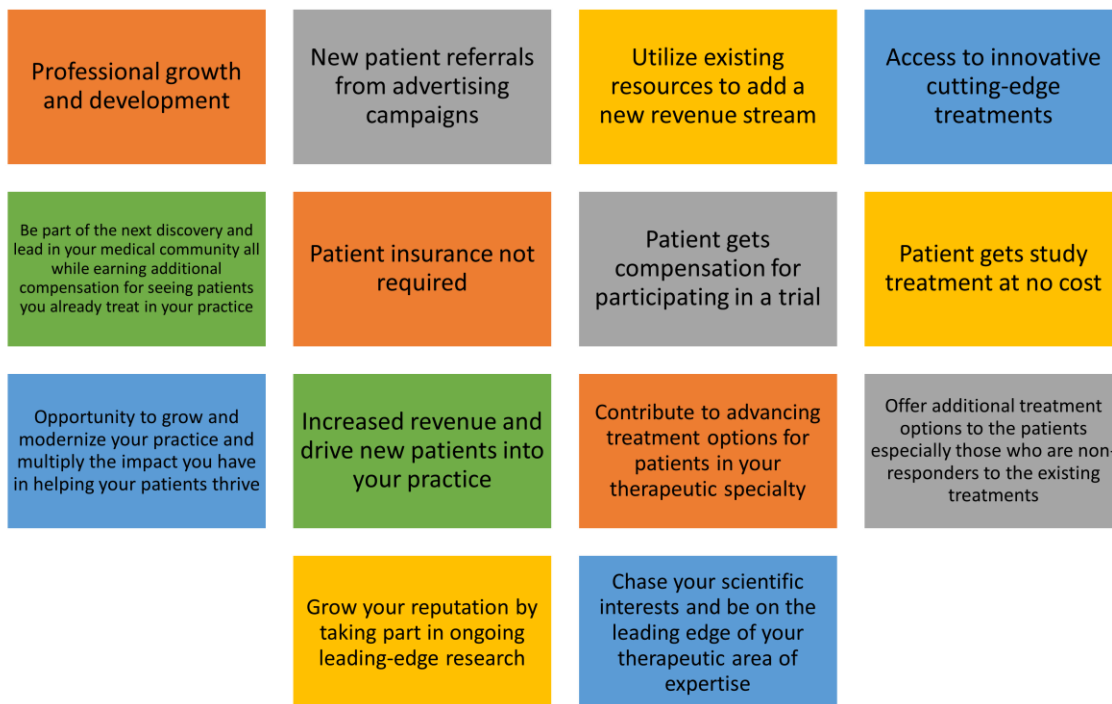 Professional growth
and development
New patient referrals
from advertising
campaigns
Utilize existing
resources to add a
new revenue stream
Access to innovative
cutting-edge
treatments
Be part of the next discovery and
lead in your medical community all
while earning additional
compensation for seeing patients
you already treat in your practice
Patient insurance not
required
Patient gets
compensation for
participating in a trial
Patient gets study
treatment at no cost
Opportunity to grow and
modernize your practice and
multiply the impact you have
in helping your patients thrive
Increased revenue and
drive new patients into
your practice
Contribute to advancing
treatment options for
patients in your
therapeutic specialty
Offer additional treatment
options to the patients
especially those who are non-
responders to the existing
treatments
Grow your reputation by
taking part in ongoing
leading-edge research
Chase your scientific
interests and be on the
leading edge of your
therapeutic area of
expertise